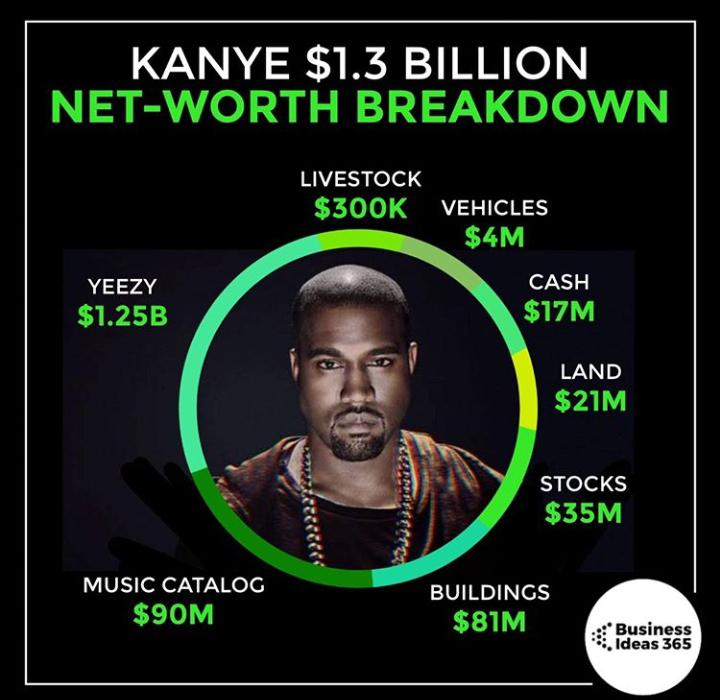 KANYE $1.3 BILLION
NET-WORTH BREAKDOWN
LIVESTOCK
$300K
VEHICLES
$4M
YEEZY
$1.25B
CASH
$17M
LAND
$21M
STOCKS
$35M
MUSIC CATALOG
$90M
BUILDINGS
$81M
Business
Ideas 365